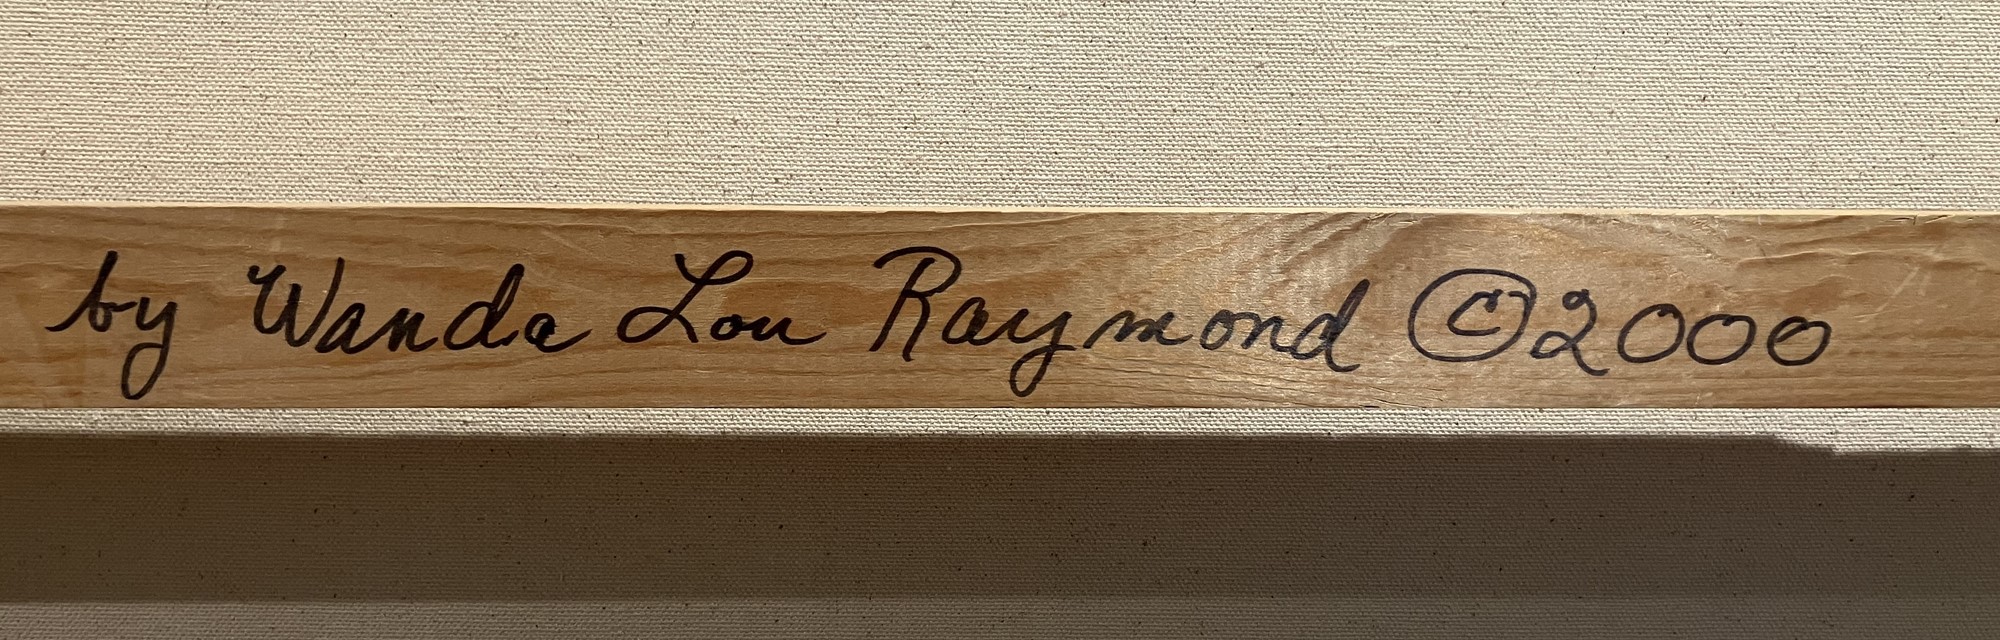 by Wanda Lou Raymond ©2000